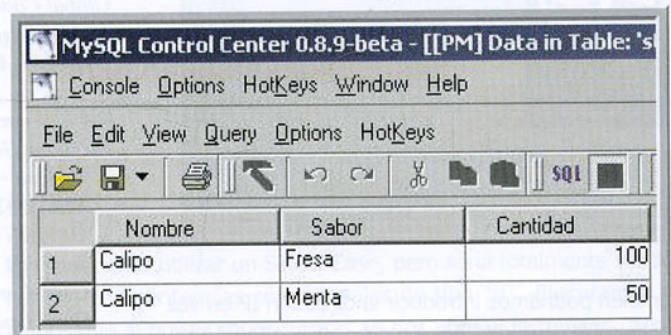 MySQL Control Center 0.8.9-beta - [[PM] Data in Table: 'st
Console Options HotKeys Window Help
File Edit View Query Options HotKeys
SQL
Nombre Sabor Cantidad
1 Calipo Fresa 100
2 Calipo Menta 50